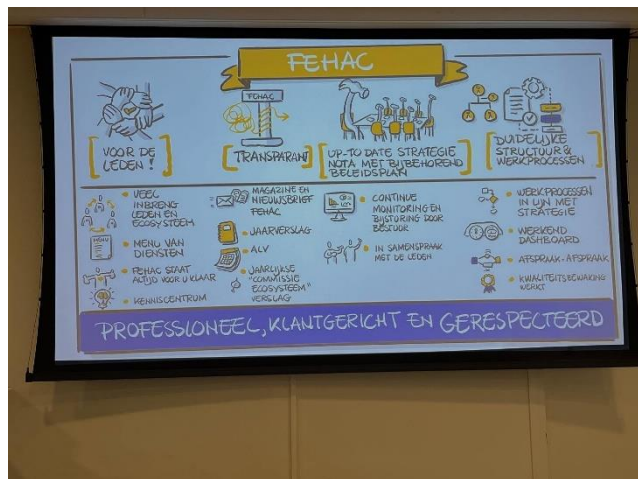 FEHAC
VOOR DE
LEDEN!
FEHAC
TRANSPARANT
UP-TO DATE STRATEGIE
NOTA MET BIJBEHOREND
BELEIDSPLAN
DUIDELIJKE
STRUCTUUR &
WERKPROCESSEN
VEEL
INBRENG
LEDEN EN
ECOSYSTEEM
MENU
MENU VAN
DIENSTEN
FEHAC STAAT
ALTIJD VOOR U KLAAR
KENNISCENTRUM
MAGAZINE EN
NIEUWSBRIEF
FEHAC
JAARVERSLAG
ALV
JAARLIJKSE
"COMMISSIE
ECOSYSTEEM"
VERSLAG
CONTINUE
MONITORING EN
BIJSTURING DOOR
BESTUUR
IN SAMENSPRAAK
MET DE LEDEN
WERKPROCESSEN
IN LIJN MET
STRATEGIE
WERKEND
DASHBOARD
AFSPRAAK=AFSPRAAK
KWALITEITSBEWAKING
WERKT
PROFESSIONEEL, KLANTGERICHT EN GERESPECTEERD